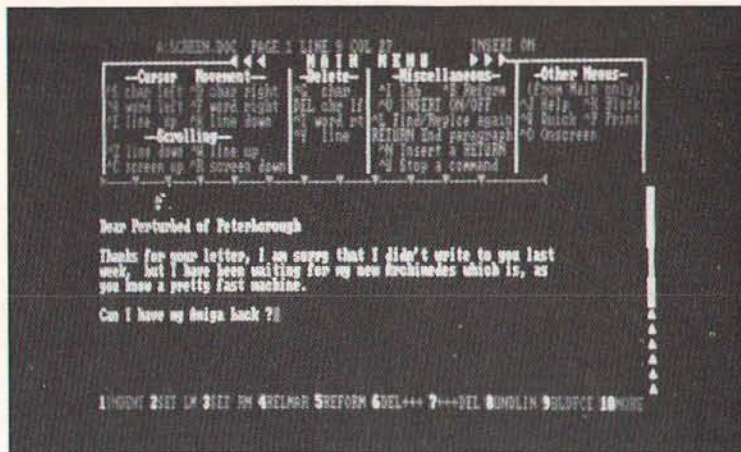 A:SCREEN.DOC PAGE 1 LINE 9 COL 27 INSERT ON
MAIN MENU
Cursor Movement Delete Miscellaneous Other Menus
^S char left ^D char right ^G char ^I Tab ^B Reform (from Main only)
^A word left ^F word right DEL chr lf ^V INSERT ON/OFF ^J Help ^K Block
^E line up ^X line down ^T word rt ^L Find/Replce again ^Q Quick ^P Print
Scrolling ^Y line RETURN End paragraph ^O Onscreen
line down line up ^N Insert a RETURN
^C screen up ^R screen down ^U Stop a command
Dear Perturbed of Peterborough
Thanks for your letter, I am sorry that I didn't write to you last
week, but I have been waiting for my new Archimedes which is, as
you know a pretty fast machine.
Can I have my Amiga back ?
1INDENT 2SET LM 3SET RM 4RELMAR 5REFORM 6DEL+++ 7+++DEL 8UNDLIN 9BLDFCE 10MORE